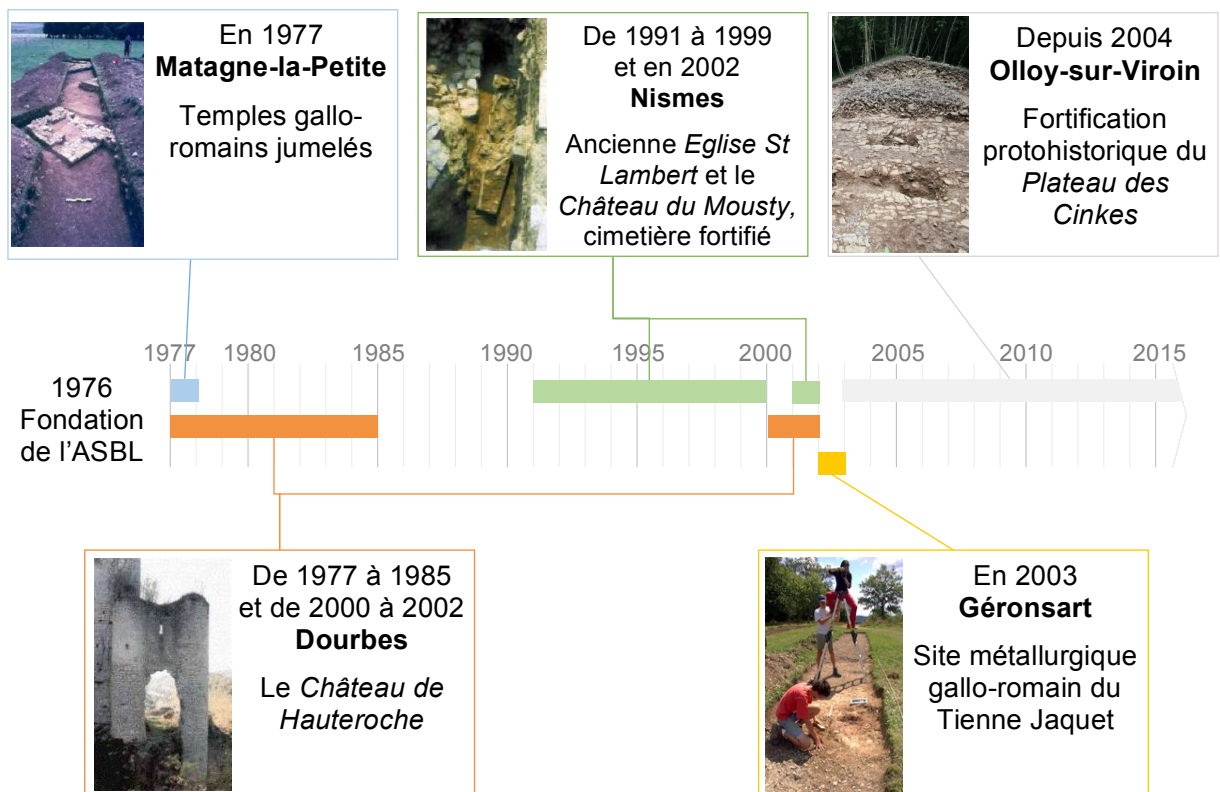 En 1977
Matagne-la-Petite
Temples gallo-
romains jumelés
De 1991 à 1999
et en 2002
Nismes
Ancienne Eglise St
Lambert et le
Château du Mousty,
cimetière fortifié
Depuis 2004
Olloy-sur-Viroin
Fortification
protohistorique du
Plateau des
Cinkes
1977 1980 1985 1990 1995 2000 2005 2010 2015
1976
Fondation
de l'ASBL
De 1977 à 1985
et de 2000 à 2002
Dourbes
Le Château de
Hauteroche
En 2003
Géronsart
Site métallurgique
gallo-romain du
Tienne Jaquet